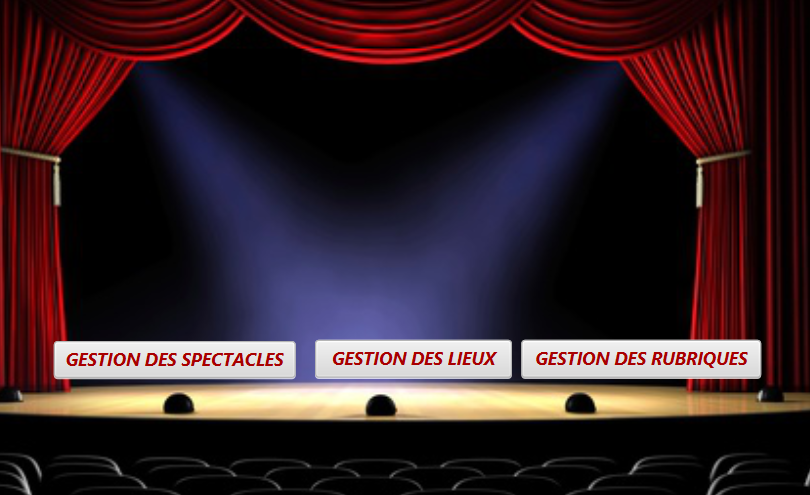 GESTION DES SPECTACLES
GESTION DES LIEUX
GESTION DES RUBRIQUES